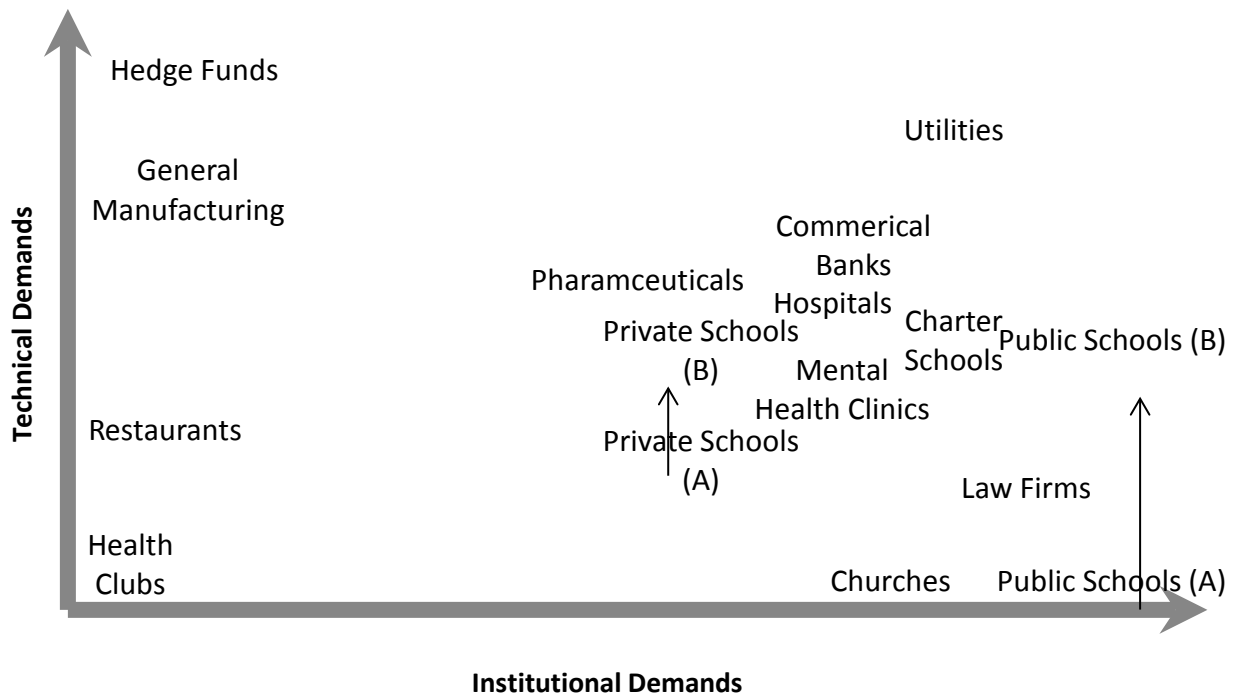 Hedge Funds
Utilities
General
Manufacturing
Commerical
Banks
Pharamceuticals
Hospitals
Private Schools
(B)
Charter
Schools
Public Schools (B)
Mental
Health Clinics
Restaurants
Private Schools
(A)
Law Firms
Health
Clubs
Churches
Public Schools (A)
Technical Demands
Institutional Demands